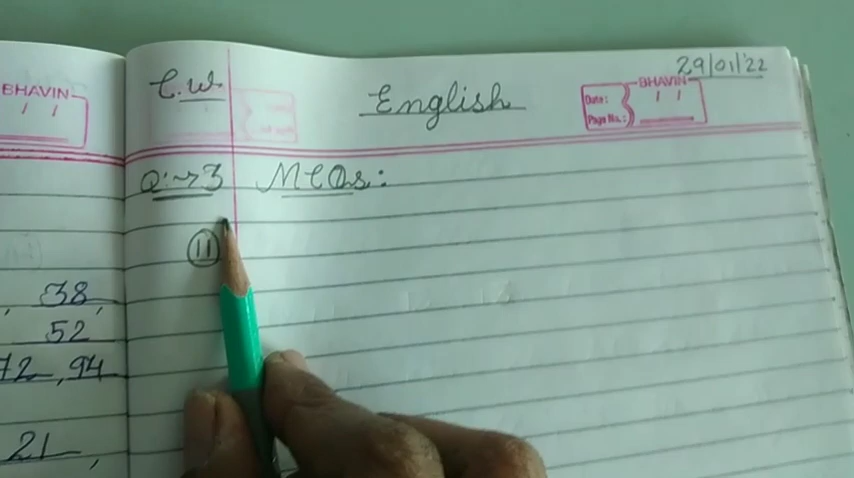 BHAVIN
38,
52
72, 94
21,
29/01/22
C.W.
English
BHAVIN
Date:
Page No.:
Q:→3 MCQs:
11